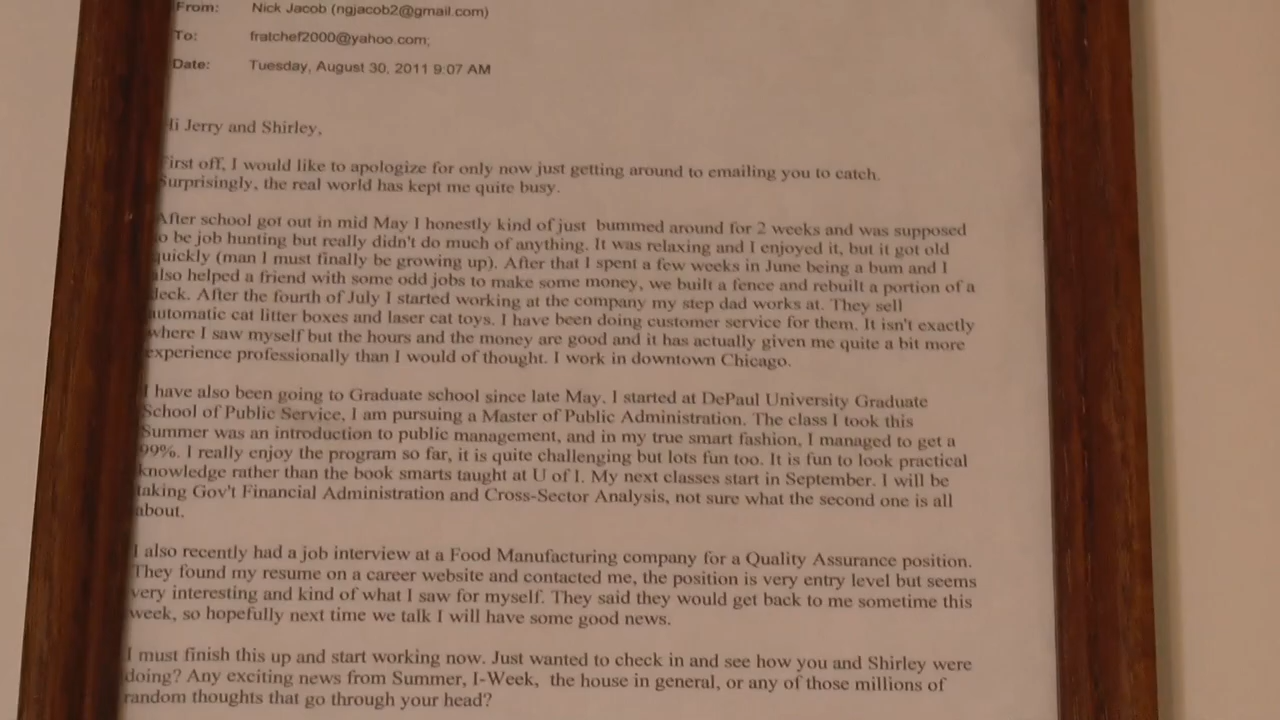 From: Nick Jacob (ngjacob2@gmail.com)
To: fratchef2000@yahoo.com;
Date: Tuesday, August 30, 2011 9:07 AM
Hi Jerry and Shirley,
First off, I would like to apologize for only now just getting around to emailing you to catch.
Surprisingly, the real world has kept me quite busy.
After school got out in mid May I honestly kind of just bummed around for 2 weeks and was supposed
to be job hunting but really didn't do much of anything. It was relaxing and I enjoyed it, but it got old
quickly (man I must finally be growing up). After that I spent a few weeks in June being a bum and I
also helped a friend with some odd jobs to make some money, we built a fence and rebuilt a portion of a
deck. After the fourth of July I started working at the company my step dad works at. They sell
automatic cat litter boxes and laser cat toys. I have been doing customer service for them. It isn't exactly
where I saw myself but the hours and the money are good and it has actually given me quite a bit more
experience professionally than I would of thought. I work in downtown Chicago.
I have also been going to Graduate school since late May. I started at DePaul University Graduate
School of Public Service, I am pursuing a Master of Public Administration. The class I took this
Summer was an introduction to public management, and in my true smart fashion, I managed to get a
99%. I really enjoy the program so far, it is quite challenging but lots fun too. It is fun to look practical
knowledge rather than the book smarts taught at U of I. My next classes start in September. I will be
taking Gov't Financial Administration and Cross-Sector Analysis, not sure what the second one is all
about.
I also recently had a job interview at a Food Manufacturing company for a Quality Assurance position.
They found my resume on a career website and contacted me, the position is very entry level but seems
very interesting and kind of what I saw for myself. They said they would get back to me sometime this
week, so hopefully next time we talk I will have some good news.
I must finish this up and start working now. Just wanted to check in and see how you and Shirley were
doing? Any exciting news from Summer, I-Week, the house in general, or any of those millions of
random thoughts that go through your head?